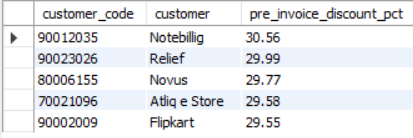 customer_code customer pre_invoice_discount_pct
90012035 Notebillig 30.56
90023026 Relief 29.99
80006155 Novus 29.77
70021096 Atliq e Store 29.58
90002009 Flipkart 29.55